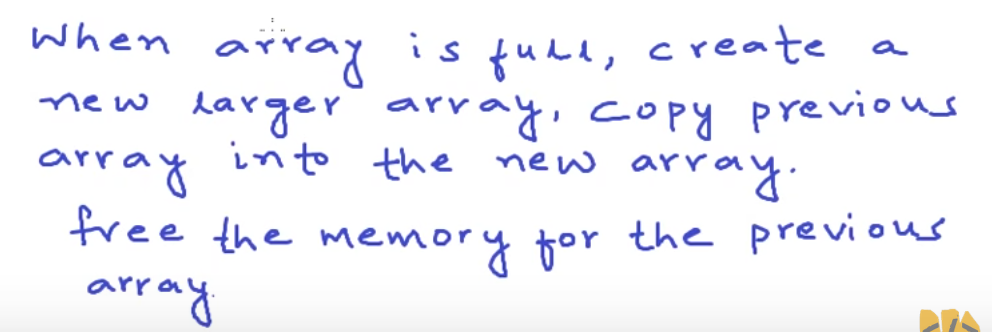 When array is full, create a
new larger array, copy previous
array into the new array.
free the memory for the previous
array.